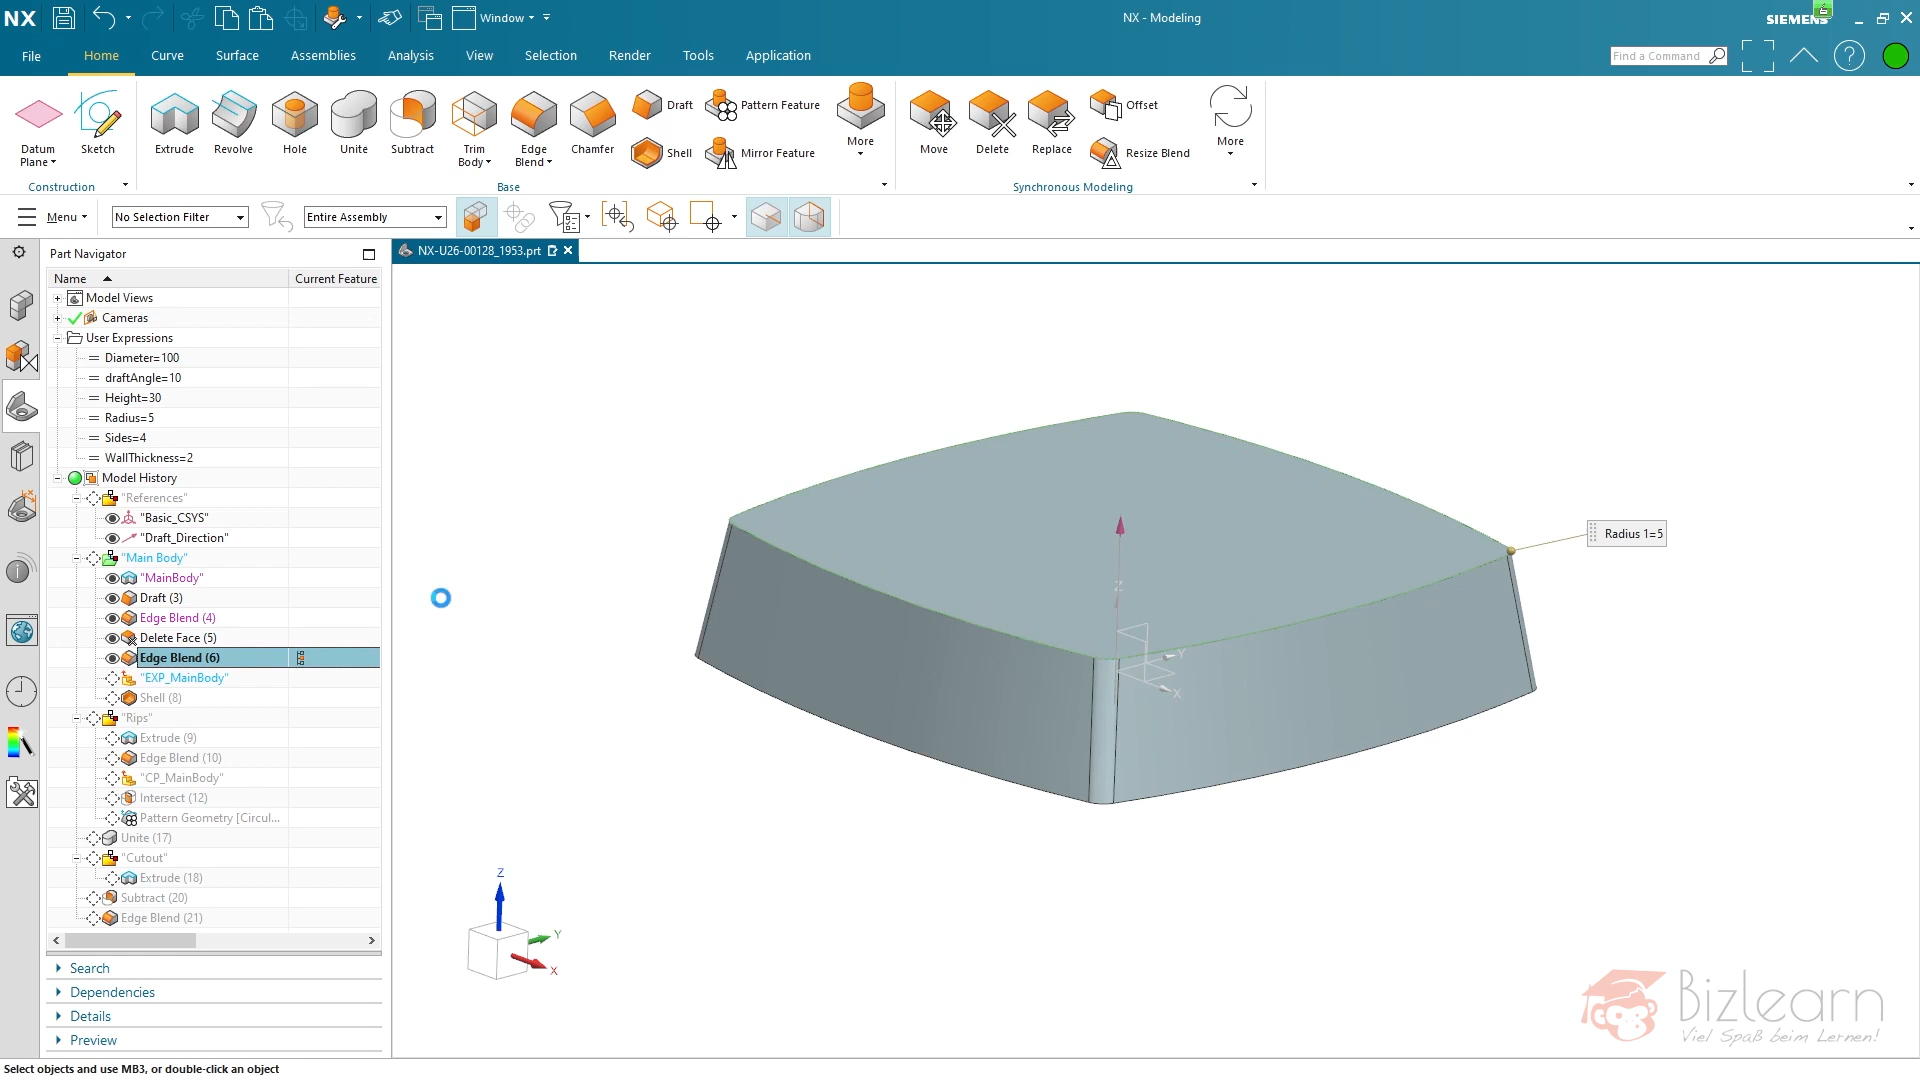 NX
Window
NX - Modeling
SIEMENS
File
Home
Curve
Surface
Assemblies
Analysis
View
Selection
Render
Tools
Application
Find a Command
Datum Plane
Sketch
Extrude
Revolve
Hole
Unite
Subtract
Trim Body
Edge Blend
Chamfer
Draft
Shell
Pattern Feature
Mirror Feature
More
Move
Delete
Replace
Offset
Resize Blend
More
Construction
Base
Synchronous Modeling
Menu
No Selection Filter
Entire Assembly
Part Navigator
NX-U26-00128_1953.prt
Name
Current Feature
Model Views
Cameras
User Expressions
Diameter=100
draftAngle=10
Height=30
Radius=5
Sides=4
WallThickness=2
Model History
"References"
"Basic_CSYS"
"Draft_Direction"
"Main Body"
"MainBody"
Draft (3)
Edge Blend (4)
Delete Face (5)
Edge Blend (6)
"EXP_MainBody"
Shell (8)
"Rips"
Extrude (9)
Edge Blend (10)
"CP_MainBody"
Intersect (12)
Pattern Geometry [Circul...
Unite (17)
"Cutout"
Extrude (18)
Subtract (20)
Edge Blend (21)
Search
Dependencies
Details
Preview
Radius 1=5
Z
Y
X
Z
Y
X
Bizlearn
Viel Spaß beim Lernen!
Select objects and use MB3, or double-click an object